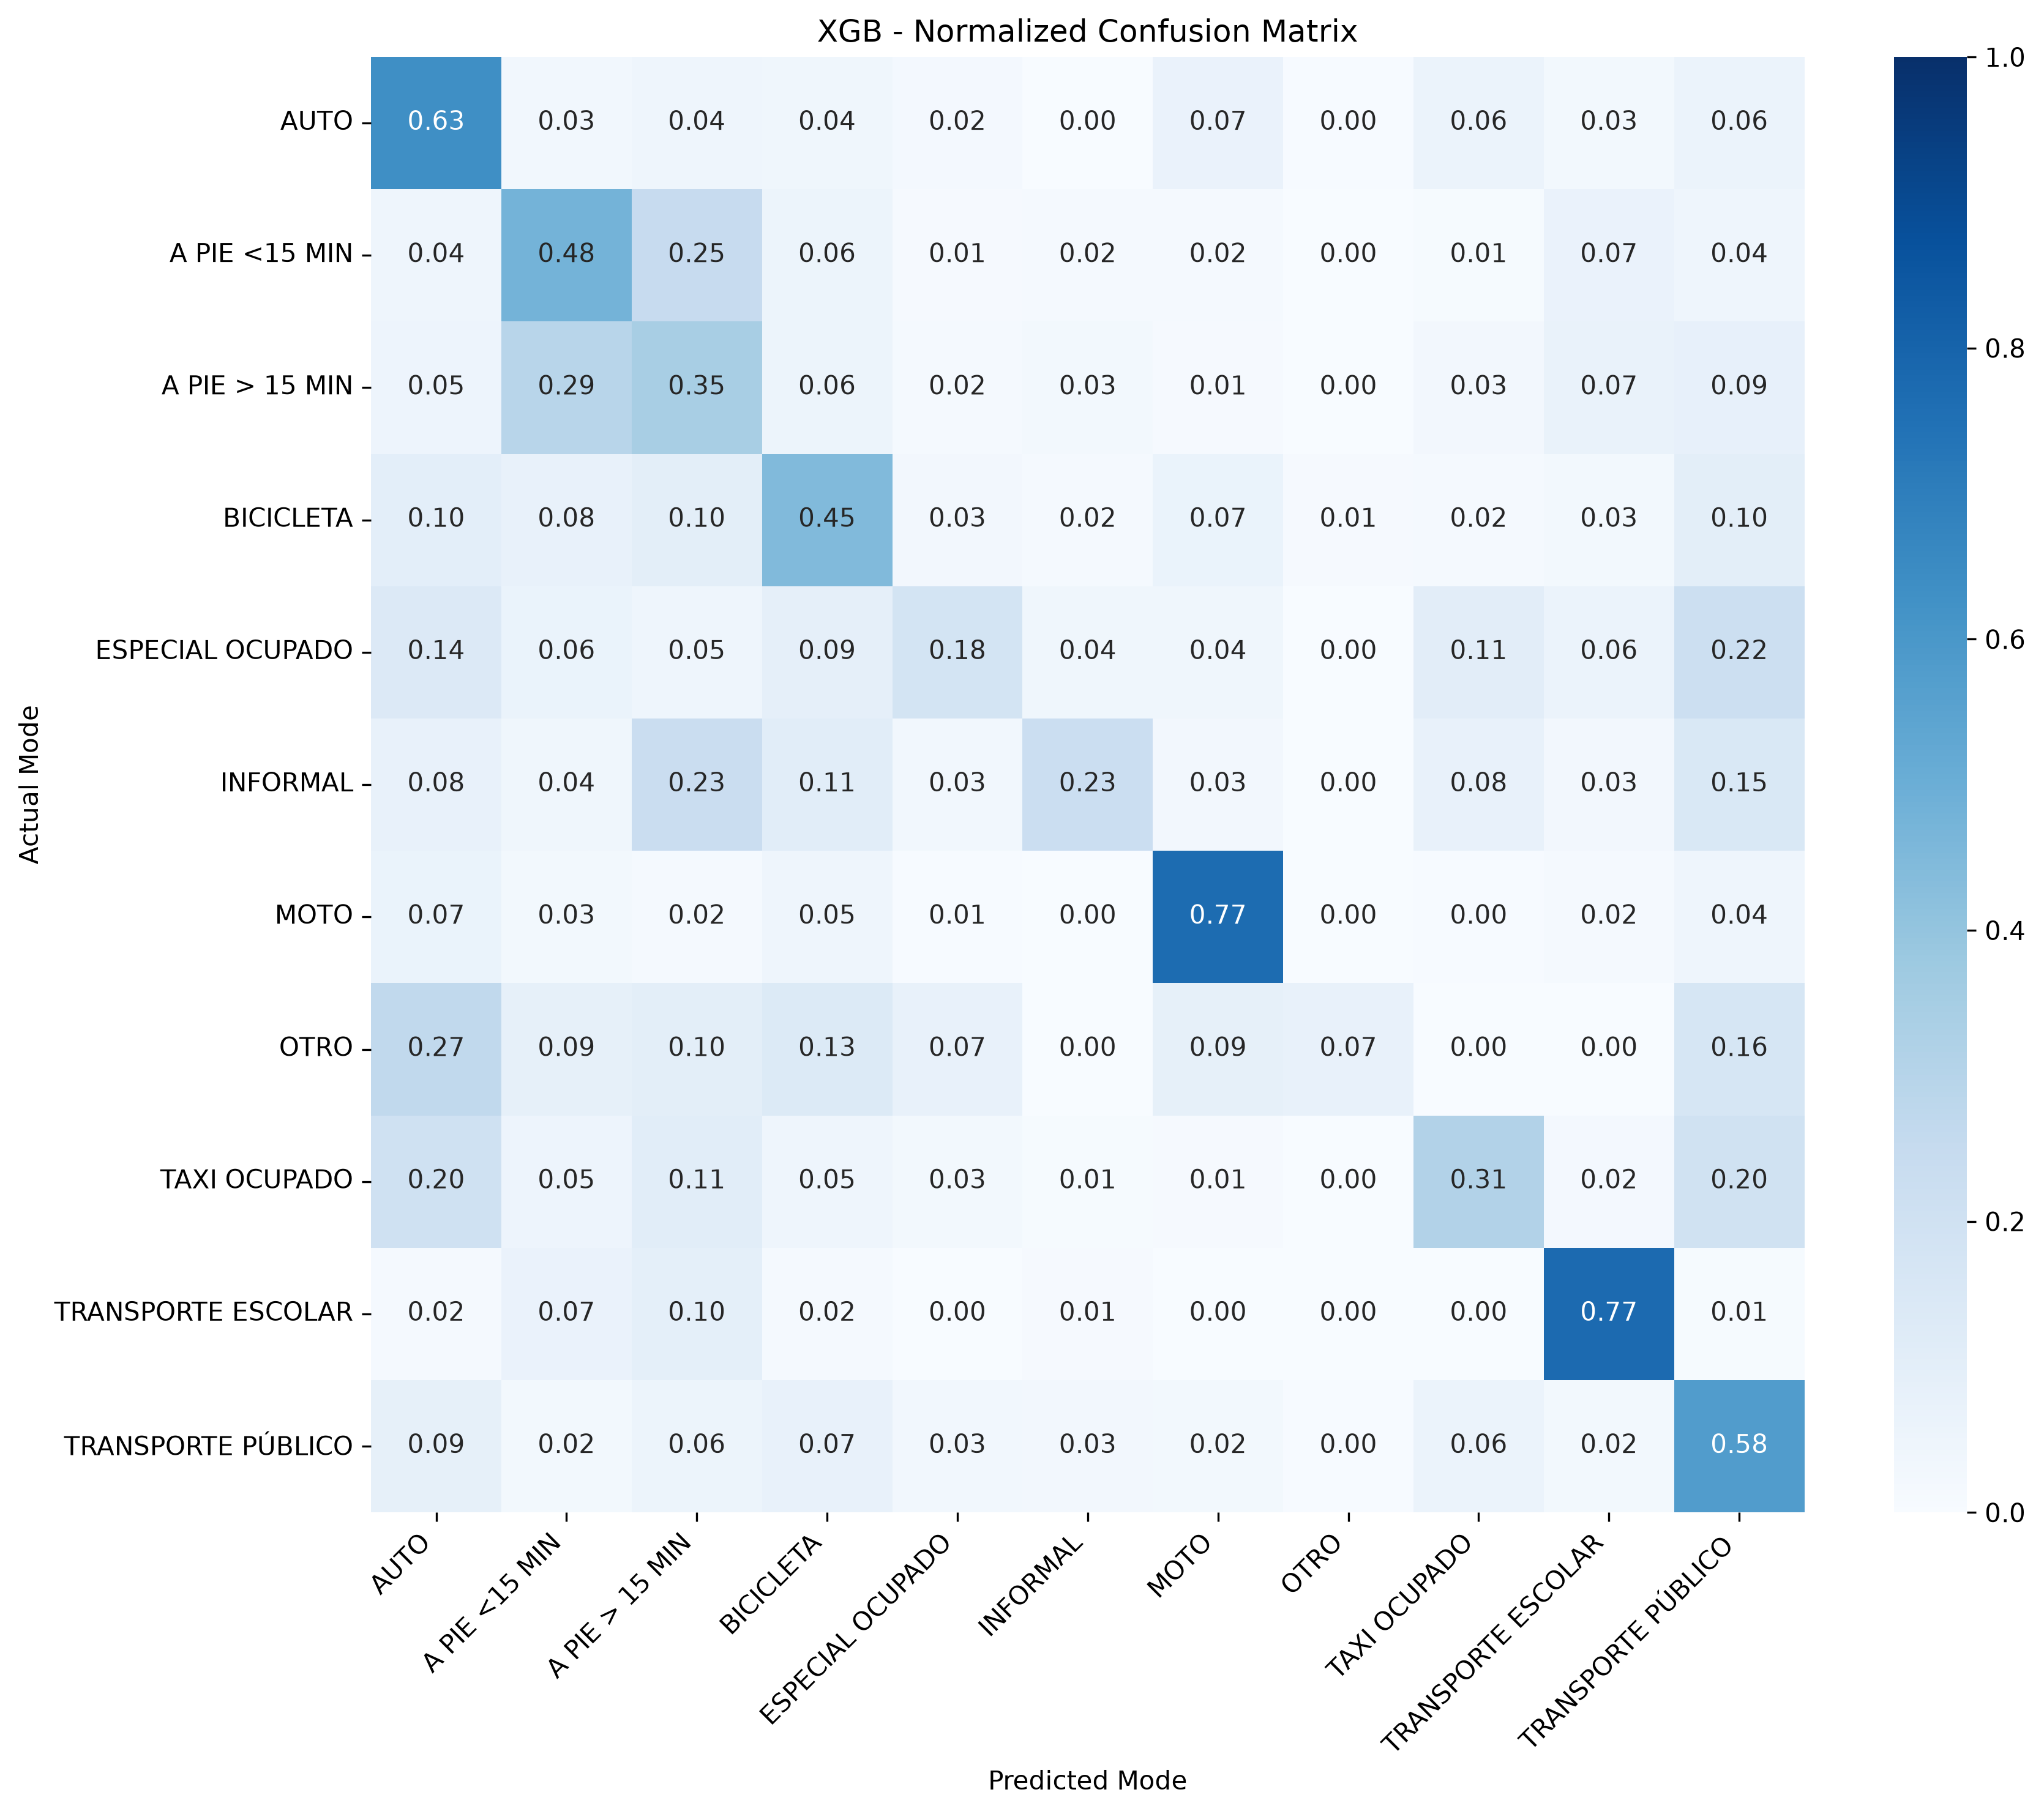 XGB - Normalized Confusion Matrix
AUTO 0.63 0.03 0.04 0.04 0.02 0.00 0.07 0.00 0.06 0.03 0.06
A PIE <15 MIN 0.04 0.48 0.25 0.06 0.01 0.02 0.02 0.00 0.01 0.07 0.04
A PIE > 15 MIN 0.05 0.29 0.35 0.06 0.02 0.03 0.01 0.00 0.03 0.07 0.09
BICICLETA 0.10 0.08 0.10 0.45 0.03 0.02 0.07 0.01 0.02 0.03 0.10
ESPECIAL OCUPADO 0.14 0.06 0.05 0.09 0.18 0.04 0.04 0.00 0.11 0.06 0.22
INFORMAL 0.08 0.04 0.23 0.11 0.03 0.23 0.03 0.00 0.08 0.03 0.15
MOTO 0.07 0.03 0.02 0.05 0.01 0.00 0.77 0.00 0.00 0.02 0.04
OTRO 0.27 0.09 0.10 0.13 0.07 0.00 0.09 0.07 0.00 0.00 0.16
TAXI OCUPADO 0.20 0.05 0.11 0.05 0.03 0.01 0.01 0.00 0.31 0.02 0.20
TRANSPORTE ESCOLAR 0.02 0.07 0.10 0.02 0.00 0.01 0.00 0.00 0.00 0.77 0.01
TRANSPORTE PÚBLICO 0.09 0.02 0.06 0.07 0.03 0.03 0.02 0.00 0.06 0.02 0.58
Actual Mode
AUTO
A PIE <15 MIN
A PIE > 15 MIN
BICICLETA
ESPECIAL OCUPADO
INFORMAL
MOTO
OTRO
TAXI OCUPADO
TRANSPORTE ESCOLAR
TRANSPORTE PÚBLICO
Predicted Mode
1.0
0.8
0.6
0.4
0.2
0.0